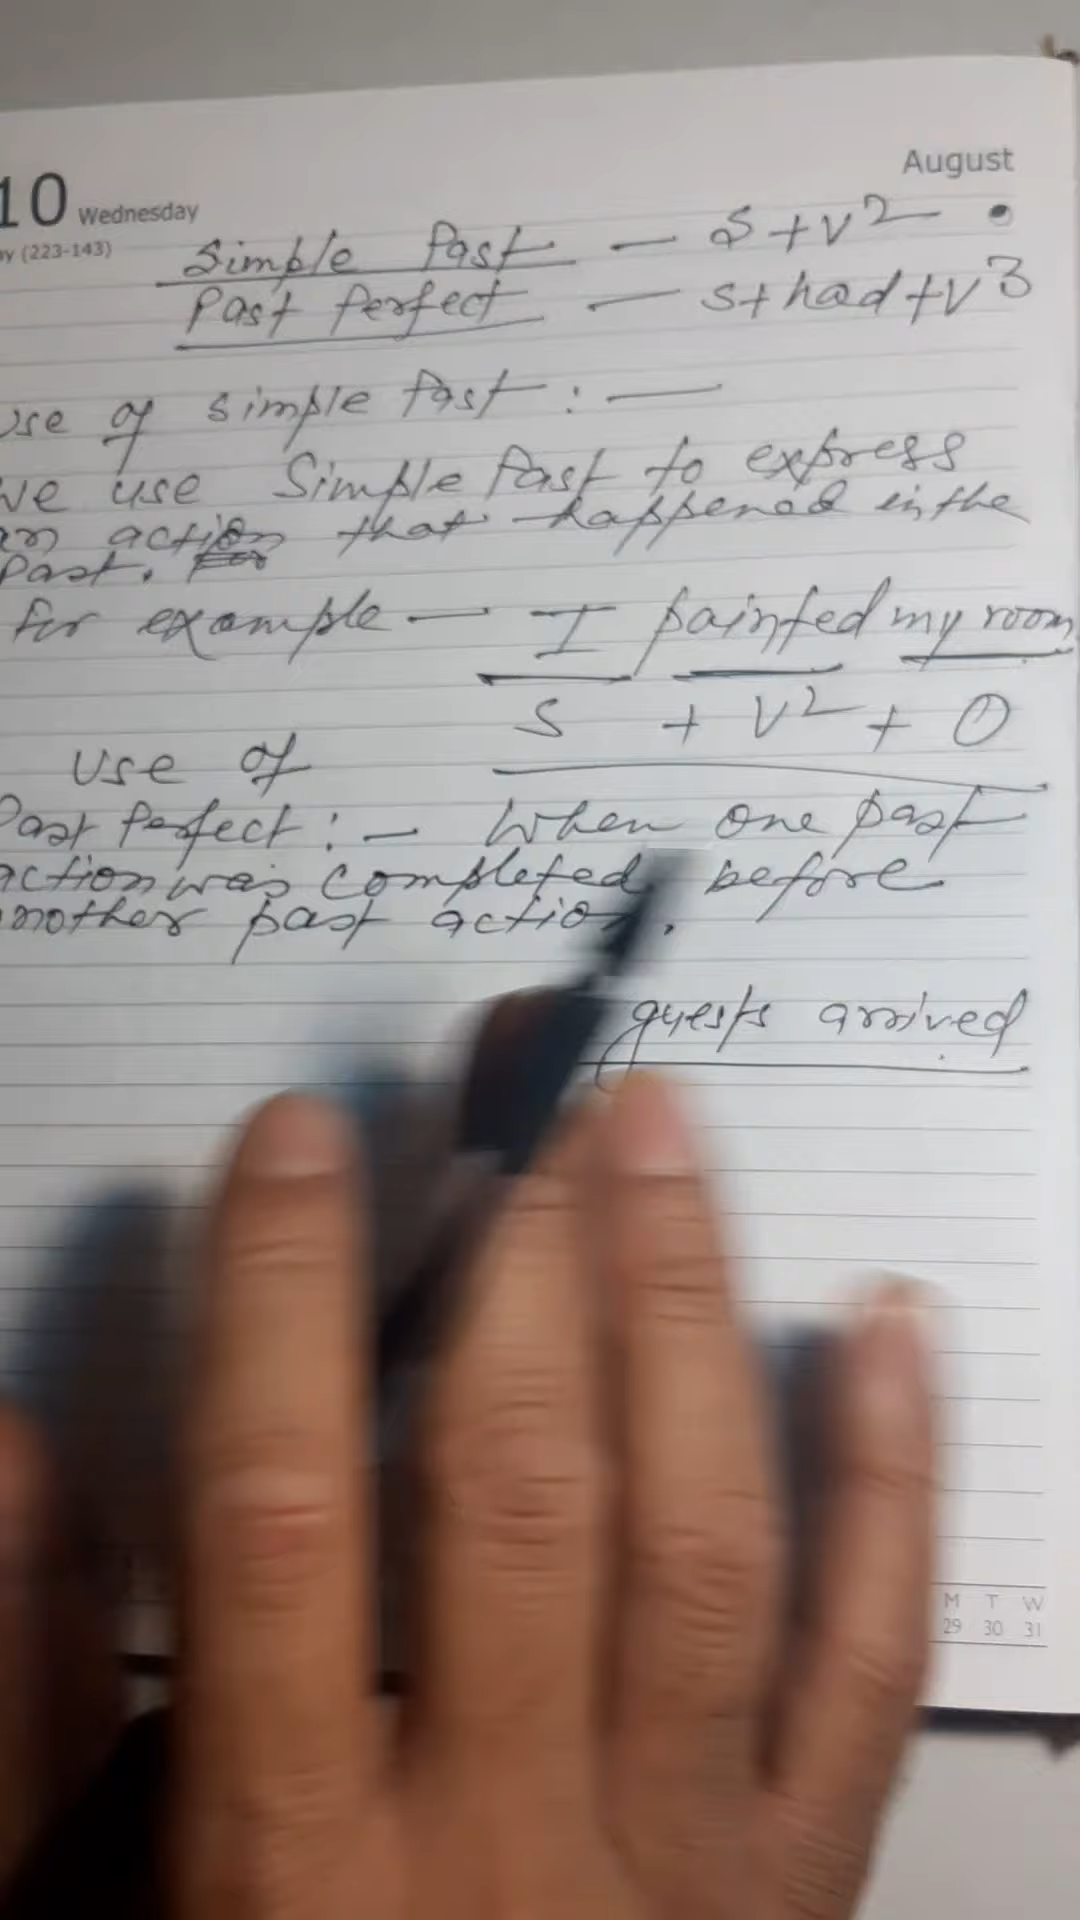 August
10 Wednesday
(223-143)
Simple Past — S+V2
Past Perfect — S+had+V3
Use of simple Past : —
We use Simple Past to express
an action that happened in the
Past.
for example — I painted my room
S + V2 + O
Use of
Past Perfect : — When one past
action was completed before
another past action.
guests arrived
M T W
29 30 31